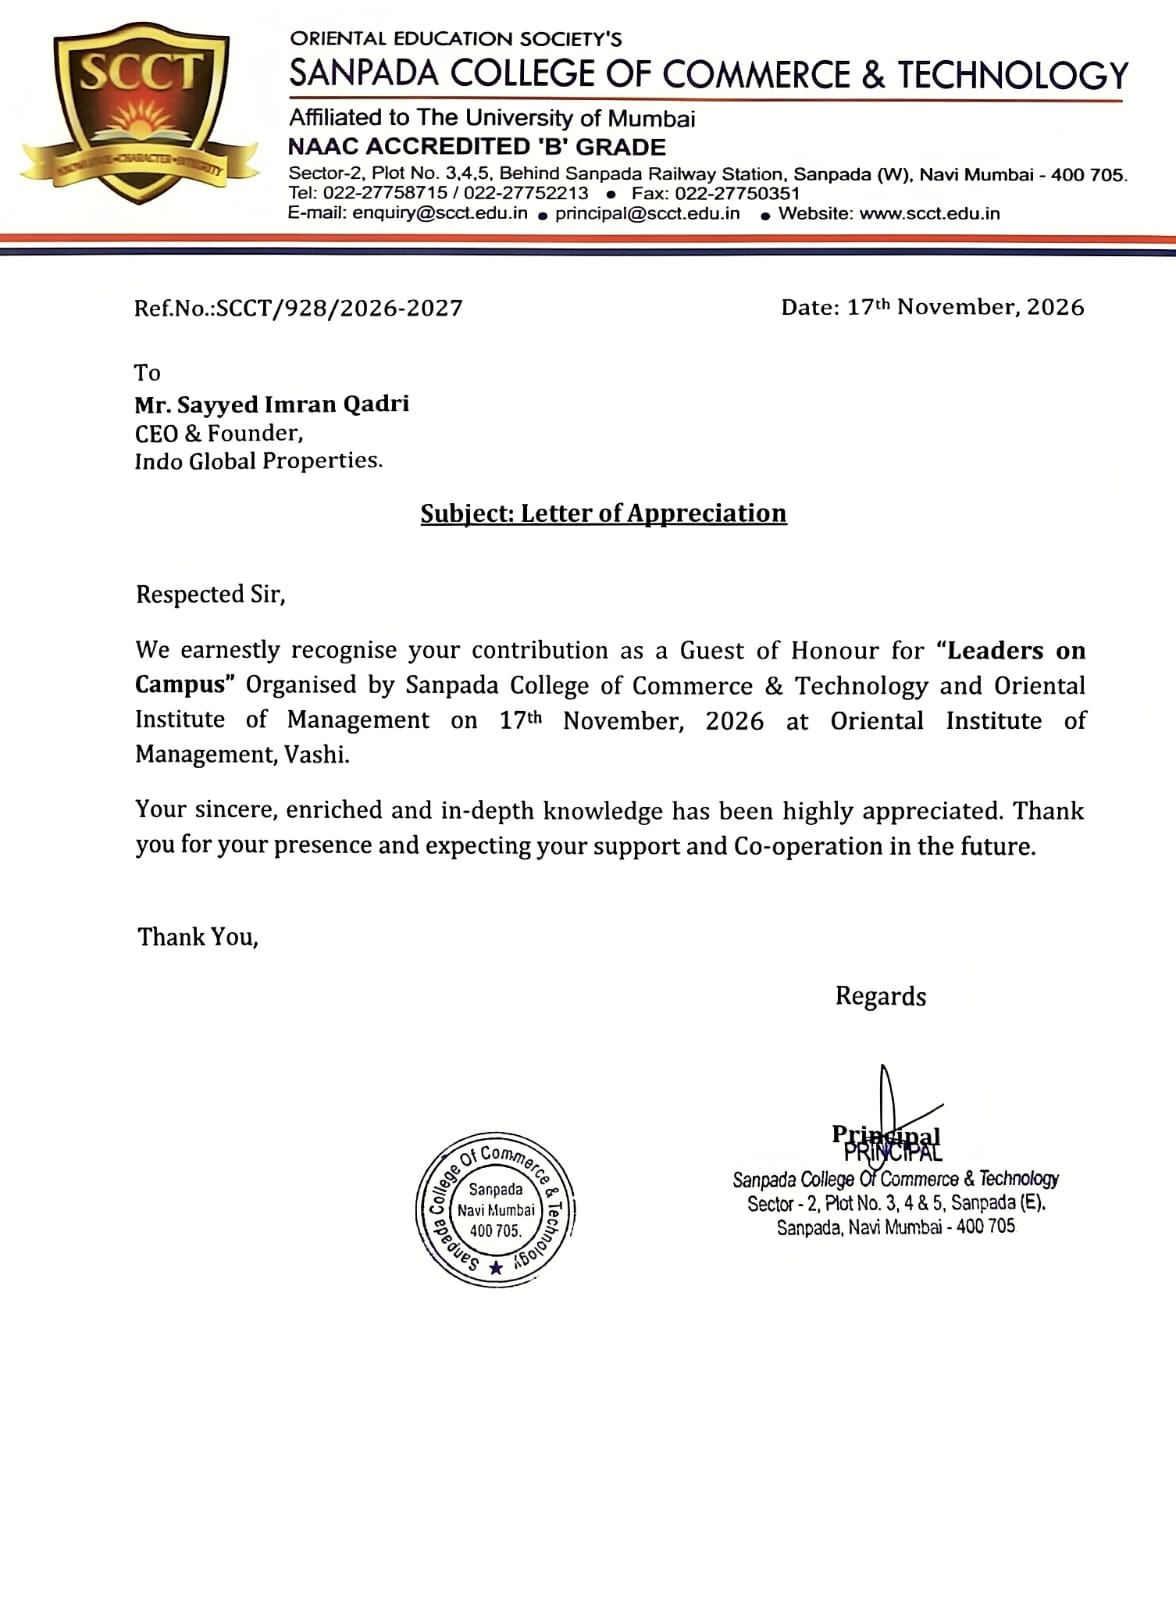 SCCT
KNOWLEDGE•CHARACTER•INTEGRITY
ORIENTAL EDUCATION SOCIETY'S
SANPADA COLLEGE OF COMMERCE & TECHNOLOGY
Affiliated to The University of Mumbai
NAAC ACCREDITED 'B' GRADE
Sector-2, Plot No. 3,4,5, Behind Sanpada Railway Station, Sanpada (W), Navi Mumbai - 400 705.
Tel: 022-27758715 / 022-27752213 • Fax: 022-27750351
E-mail: enquiry@scct.edu.in • principal@scct.edu.in • Website: www.scct.edu.in
Ref.No.:SCCT/928/2026-2027 Date: 17th November, 2026
To
Mr. Sayyed Imran Qadri
CEO & Founder,
Indo Global Properties.
Subject: Letter of Appreciation
Respected Sir,
We earnestly recognise your contribution as a Guest of Honour for “Leaders on
Campus” Organised by Sanpada College of Commerce & Technology and Oriental
Institute of Management on 17th November, 2026 at Oriental Institute of
Management, Vashi.
Your sincere, enriched and in-depth knowledge has been highly appreciated. Thank
you for your presence and expecting your support and Co-operation in the future.
Thank You,
Regards
Principal
PRINCIPAL
Sanpada College Of Commerce & Technology
Sector - 2, Plot No. 3, 4 & 5, Sanpada (E).
Sanpada, Navi Mumbai - 400 705
Sanpada College Of Commerce & Technology
Sanpada
Navi Mumbai
400 705.